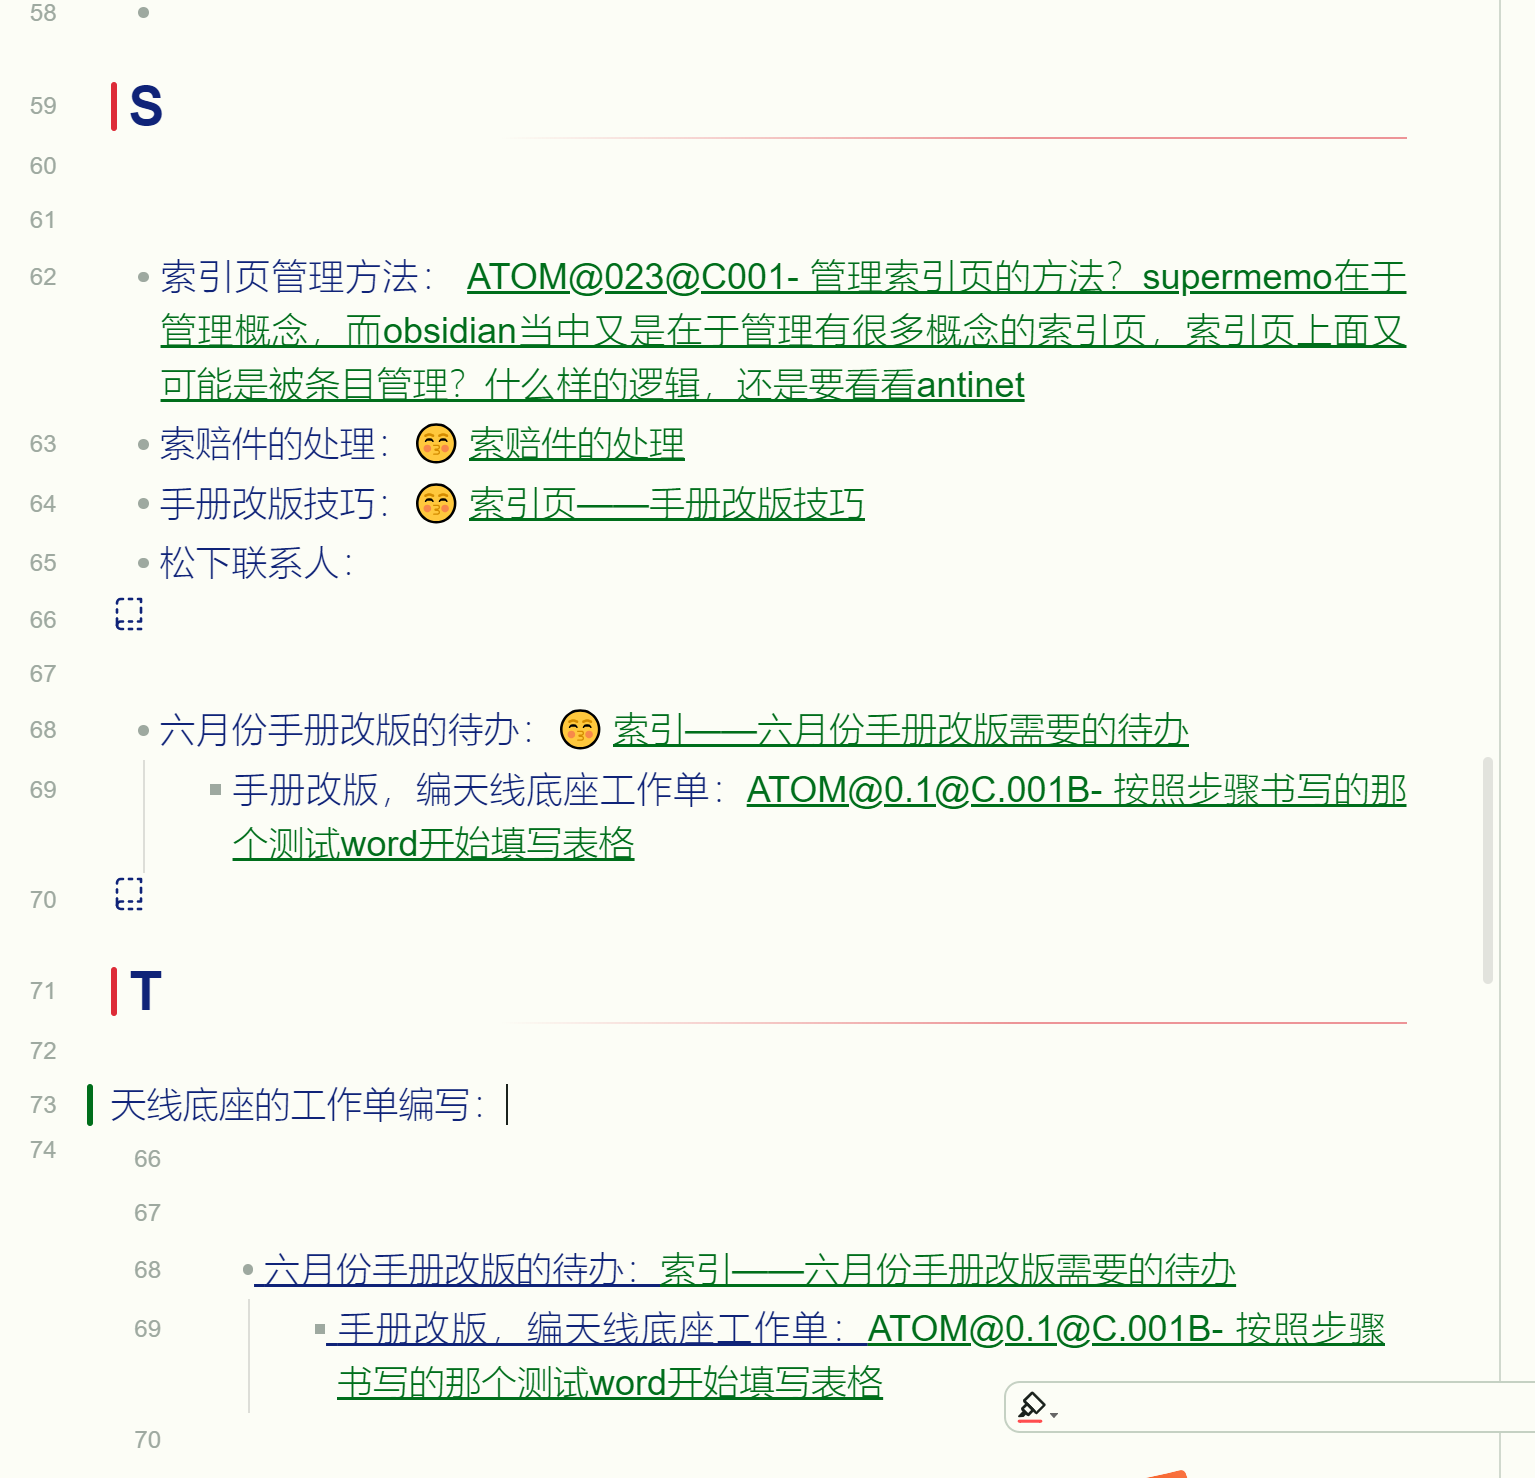 58
59 S
60
61
62 索引页管理方法： ATOM@023@C001- 管理索引页的方法？supermemo在于
管理概念，而obsidian当中又是在于管理有很多概念的索引页，索引页上面又
可能是被条目管理？什么样的逻辑，还是要看看antinet
63 索赔件的处理： 😚 索赔件的处理
64 手册改版技巧： 😚 索引页——手册改版技巧
65 松下联系人：
66
67
68 六月份手册改版的待办： 😚 索引——六月份手册改版需要的待办
69 手册改版，编天线底座工作单：ATOM@0.1@C.001B- 按照步骤书写的那
个测试word开始填写表格
70
71 T
72
73 天线底座的工作单编写：
74
66
67
68 六月份手册改版的待办：索引——六月份手册改版需要的待办
69 手册改版，编天线底座工作单：ATOM@0.1@C.001B- 按照步骤
书写的那个测试word开始填写表格
70